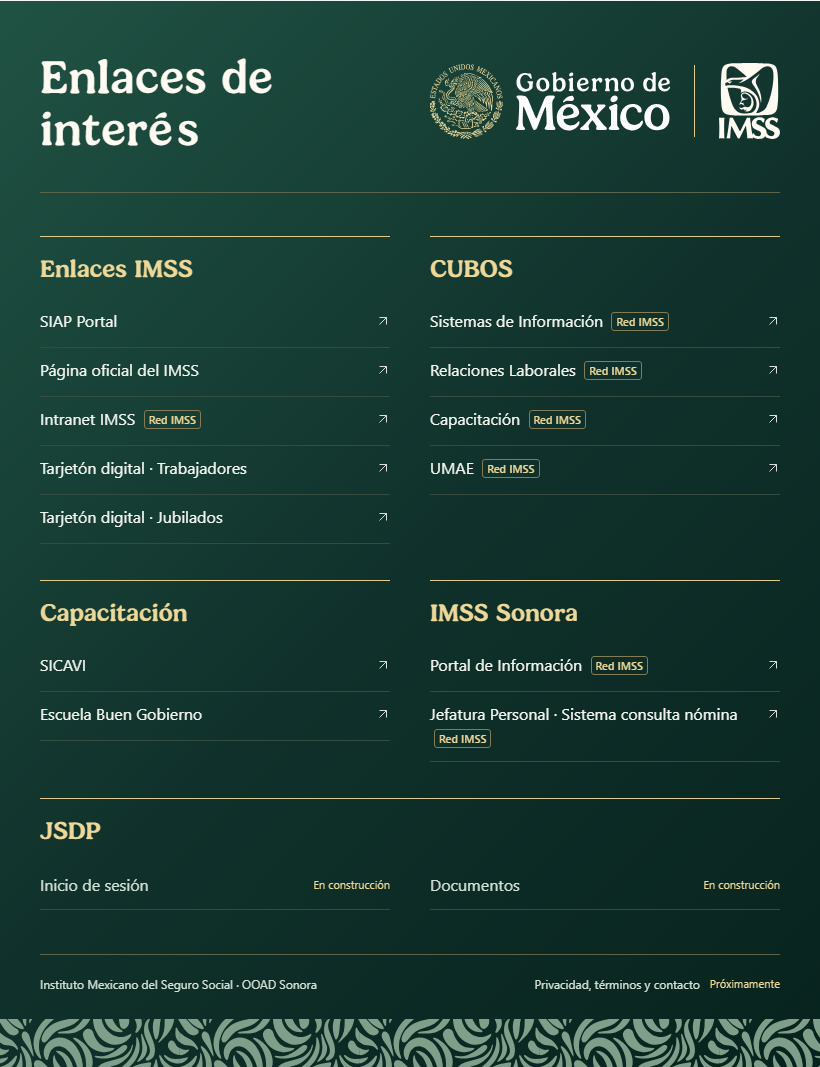 Enlaces de
interés
ESTADOS UNIDOS MEXICANOS
Gobierno de
México
IMSS
Enlaces IMSS
SIAP Portal
Página oficial del IMSS
Intranet IMSS Red IMSS
Tarjetón digital · Trabajadores
Tarjetón digital · Jubilados
CUBOS
Sistemas de Información Red IMSS
Relaciones Laborales Red IMSS
Capacitación Red IMSS
UMAE Red IMSS
Capacitación
SICAVI
Escuela Buen Gobierno
IMSS Sonora
Portal de Información Red IMSS
Jefatura Personal · Sistema consulta nómina
Red IMSS
JSDP
Inicio de sesión En construcción
Documentos En construcción
Instituto Mexicano del Seguro Social · OOAD Sonora
Privacidad, términos y contacto Próximamente